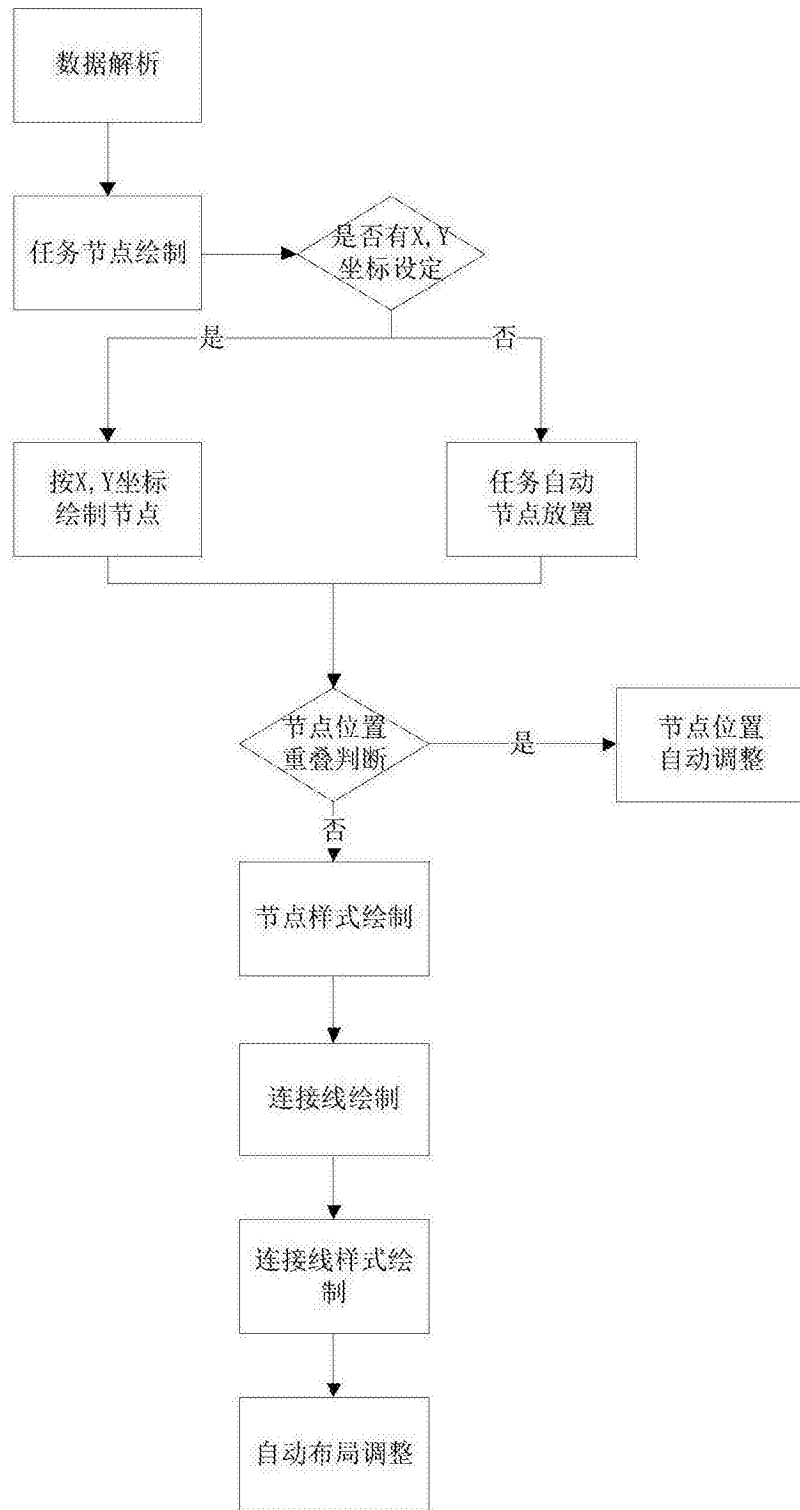 数据解析
任务节点绘制
是否有X,Y
坐标设定
是
否
按X,Y坐标
绘制节点
任务自动
节点放置
节点位置
重叠判断
是
节点位置
自动调整
否
节点样式绘制
连接线绘制
连接线样式绘
制
自动布局调整